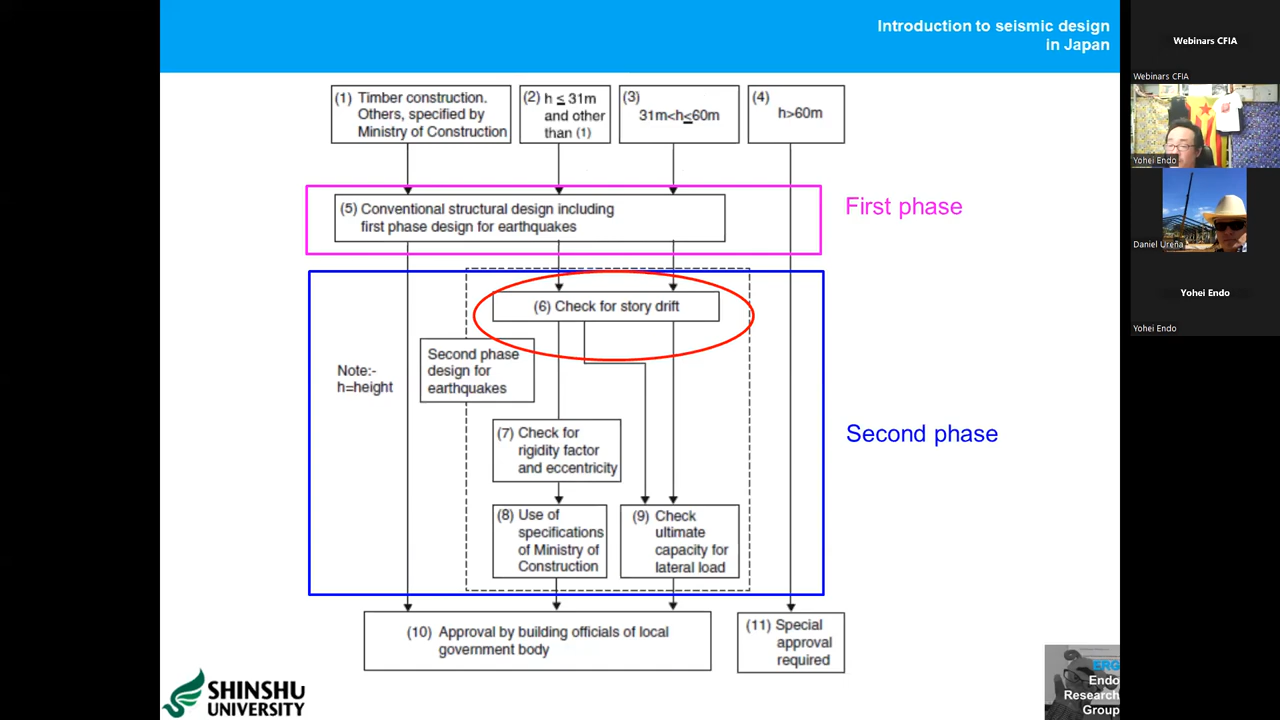 Introduction to seismic design
in Japan
(1) Timber construction.
Others, specified by
Ministry of Construction
(2) h ≤ 31m
and other
than (1)
(3)
31m<h≤60m
(4)
h>60m
(5) Conventional structural design including
first phase design for earthquakes
First phase
(6) Check for story drift
Second phase
design for
earthquakes
Note:-
h=height
(7) Check for
rigidity factor
and eccentricity
Second phase
(8) Use of
specifications
of Ministry of
Construction
(9) Check
ultimate
capacity for
lateral load
(10) Approval by building officials of local
government body
(11) Special
approval
required
SHINSHU
UNIVERSITY
ERG
Endo
Research
Group
Webinars CFIA
Webinars CFIA
Yohei Endo
Daniel Ureña
Yohei Endo
Yohei Endo